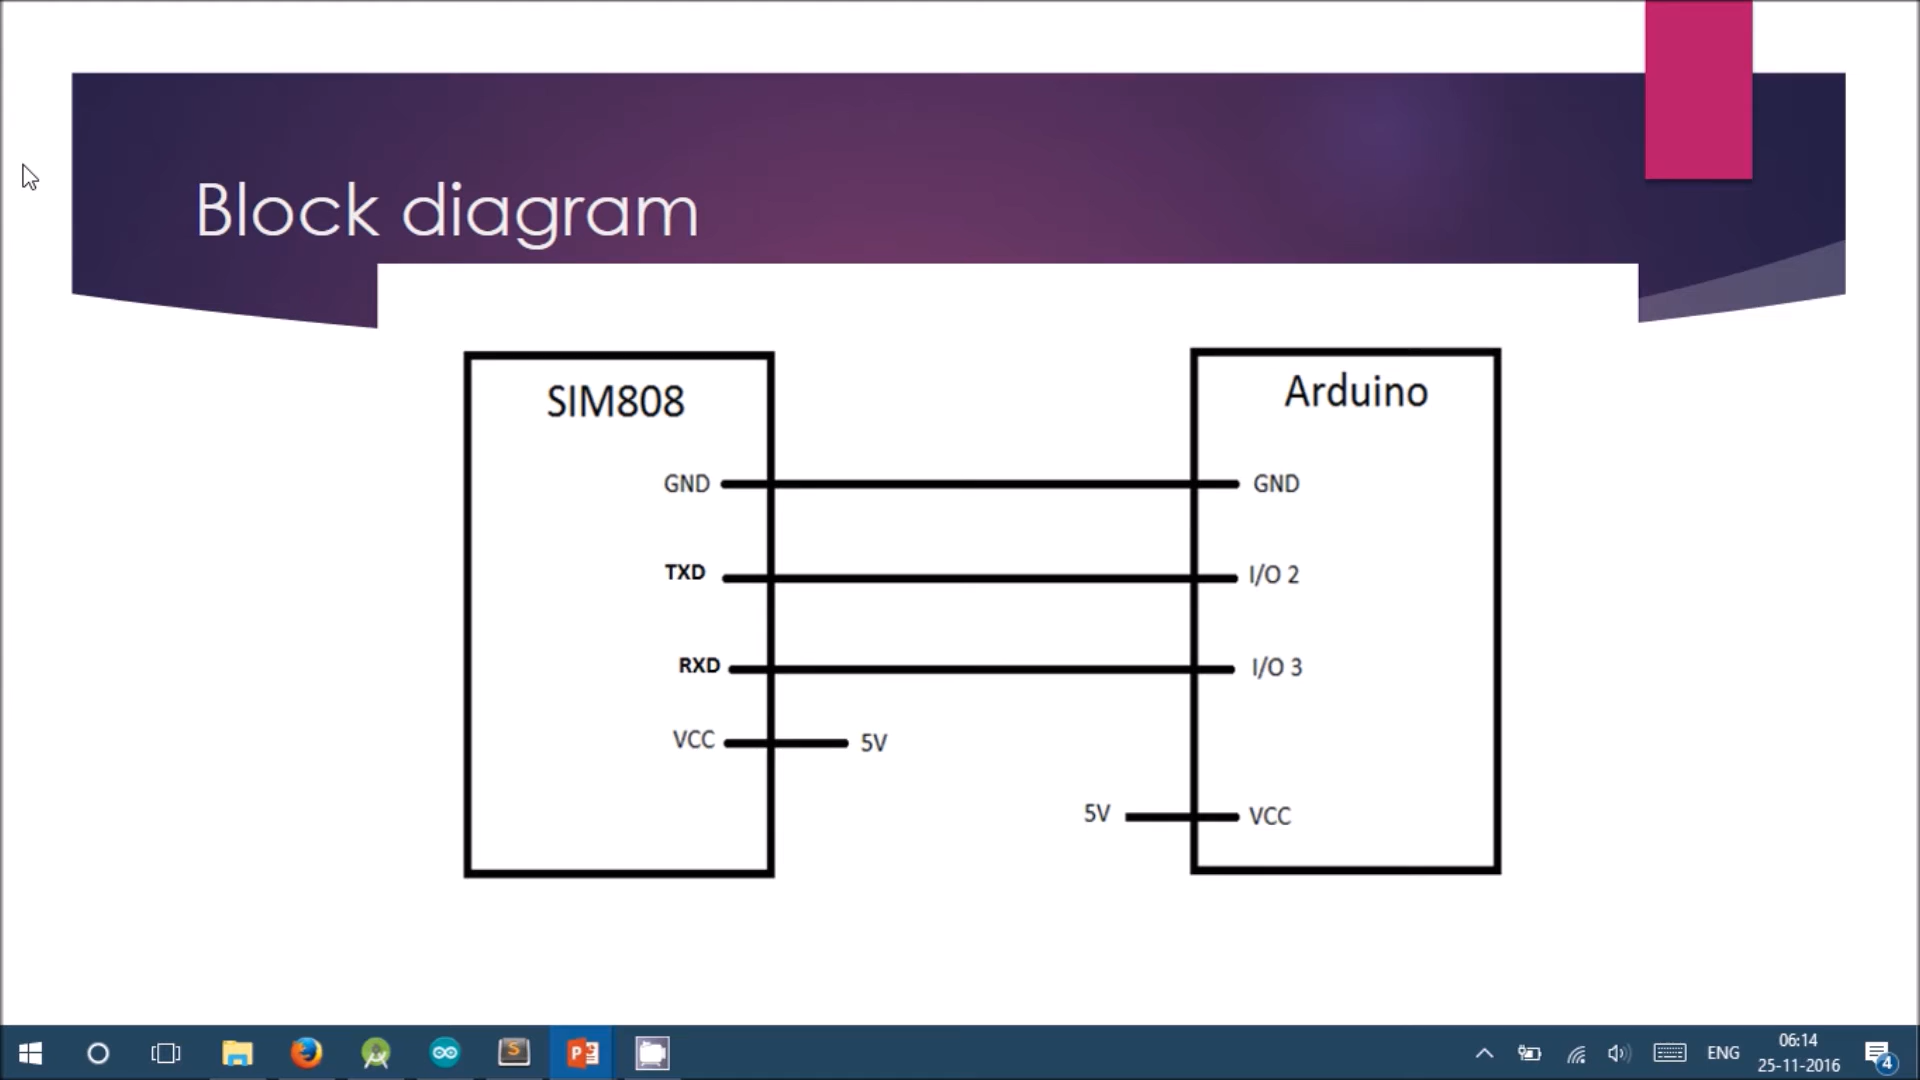 Block diagram
SIM808
Arduino
GND
GND
TXD
I/O 2
RXD
I/O 3
VCC
5V
5V
VCC
ENG
06:14
25-11-2016
4